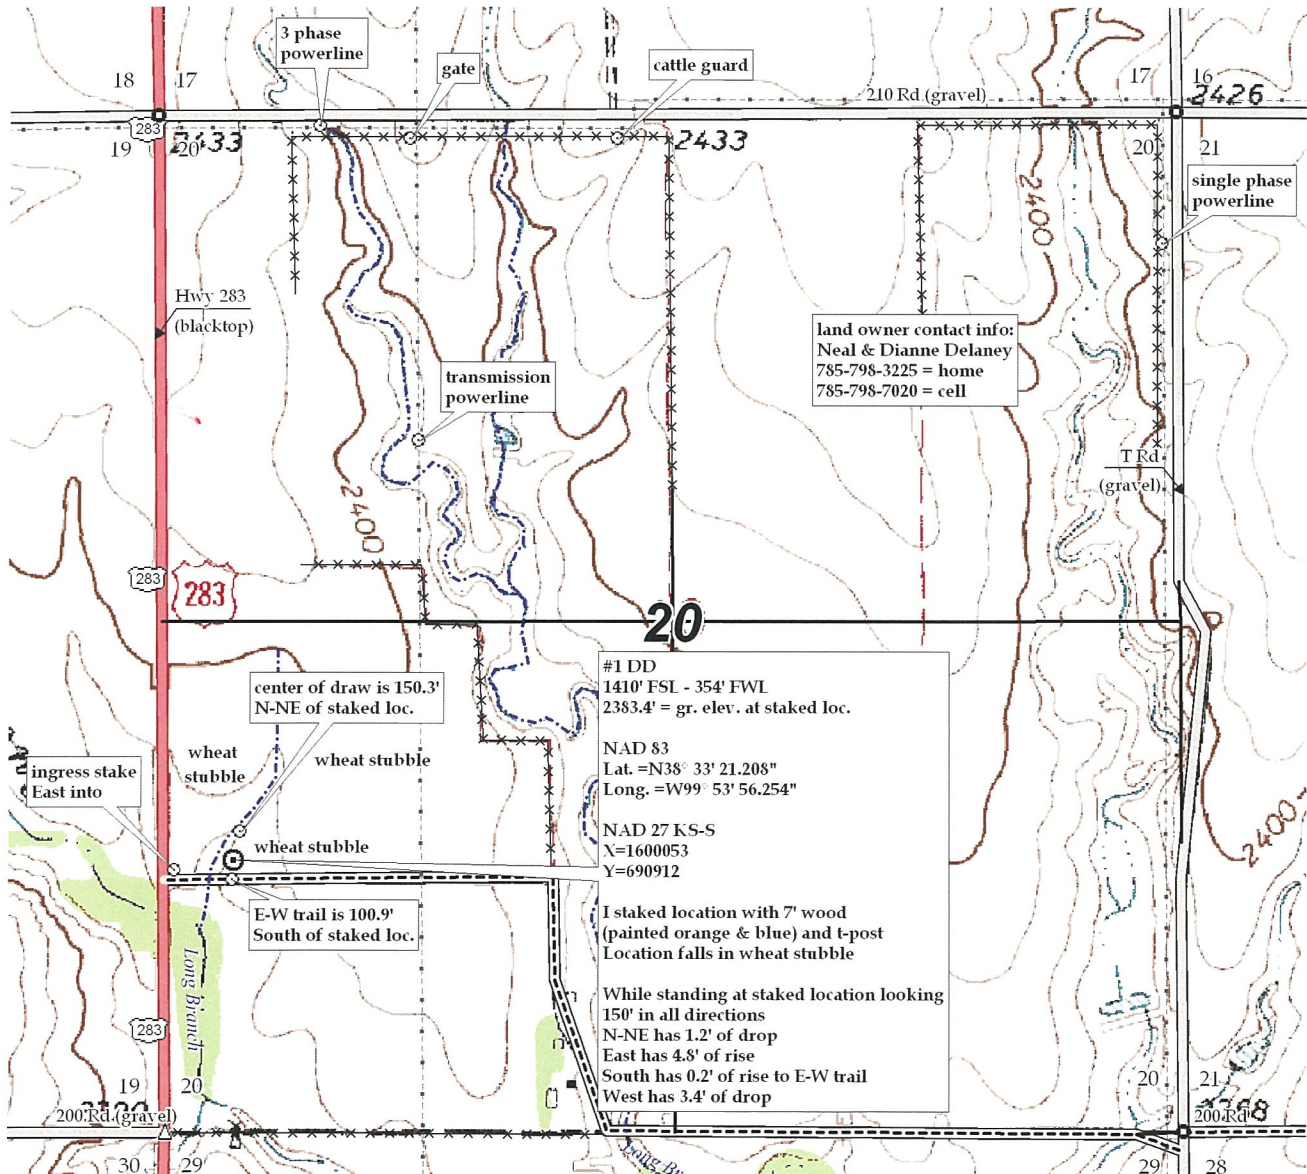 3 phase
powerline
gate
cattle guard
18
17
17
16
210 Rd (gravel)
2426
283
2433
2433
19
20
20
21
single phase
powerline
2400
Hwy 283
(blacktop)
land owner contact info:
Neal & Dianne Delaney
785-798-3225 = home
785-798-7020 = cell
transmission
powerline
T Rd
(gravel)
2400
283
283
20
#1 DD
1410' FSL - 354' FWL
2383.4' = gr. elev. at staked loc.
NAD 83
Lat. =N38° 33' 21.208"
Long. =W99° 53' 56.254"
NAD 27 KS-S
X=1600053
Y=690912
I staked location with 7' wood
(painted orange & blue) and t-post
Location falls in wheat stubble
While standing at staked location looking
150' in all directions
N-NE has 1.2' of drop
East has 4.8' of rise
South has 0.2' of rise to E-W trail
West has 3.4' of drop
center of draw is 150.3'
N-NE of staked loc.
wheat
stubble
wheat stubble
ingress stake
East into
wheat stubble
2400
E-W trail is 100.9'
South of staked loc.
Long Branch
283
19
20
20
21
200 Rd (gravel)
200 Rd
30
29
29
28